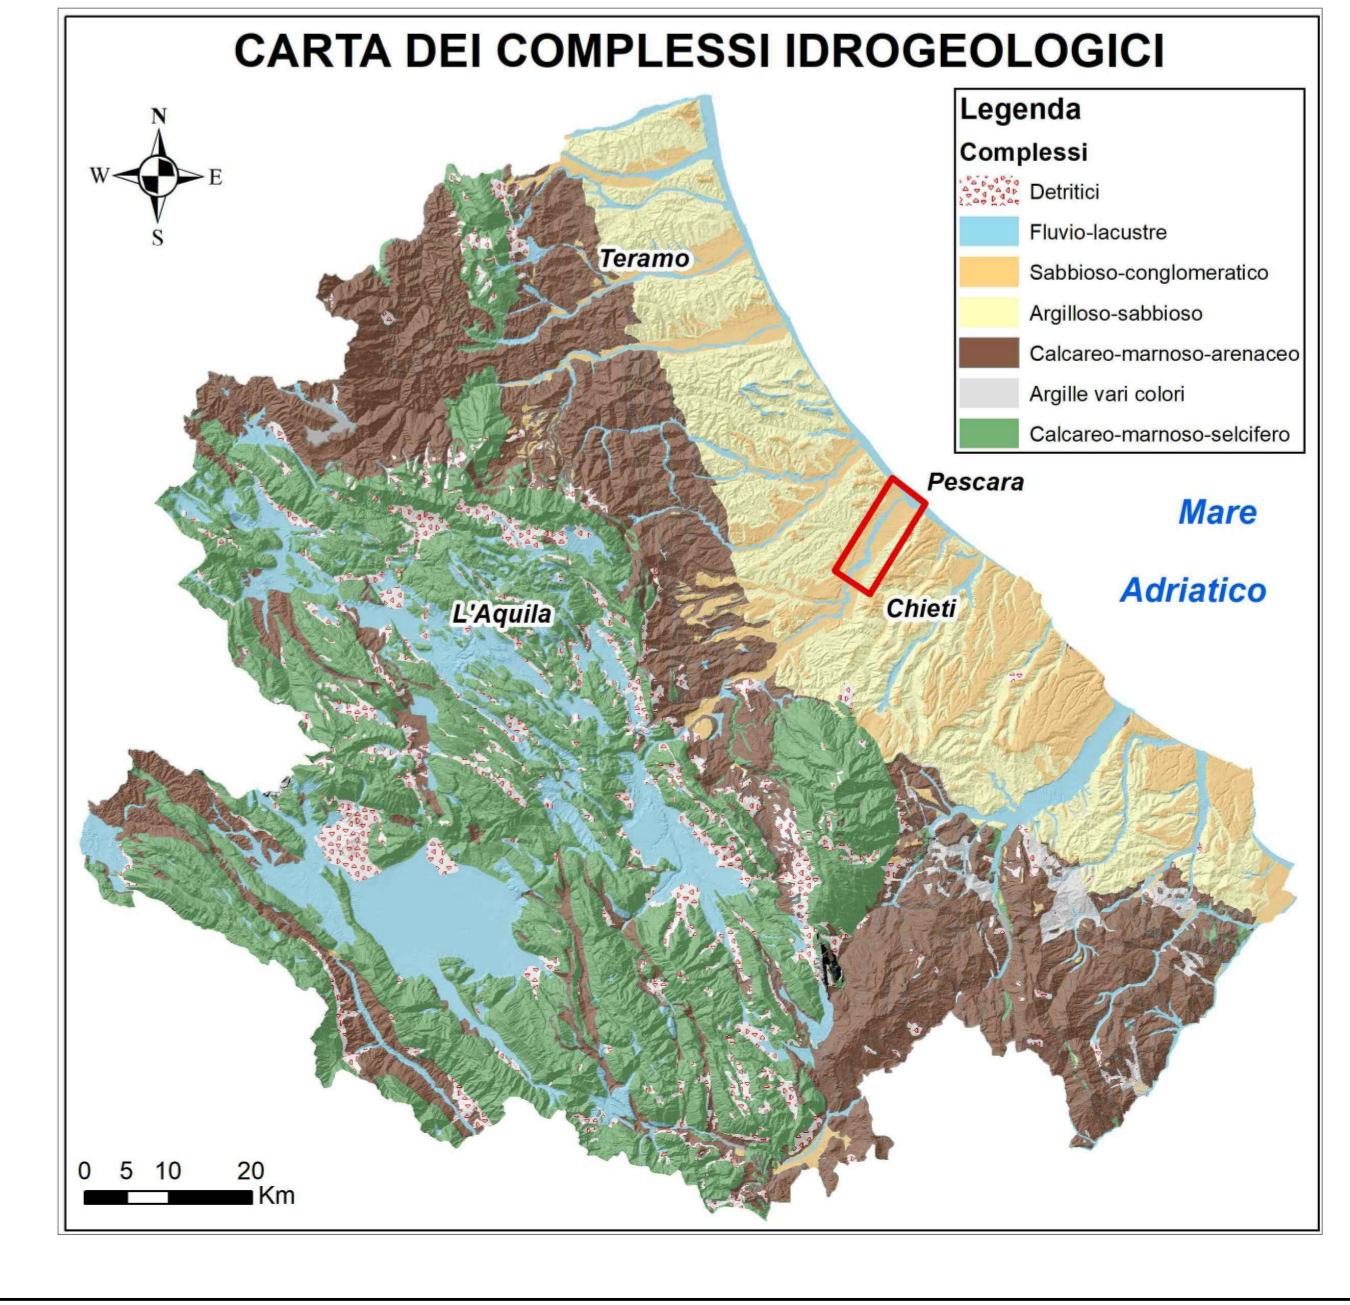 CARTA DEI COMPLESSI IDROGEOLOGICI
N
W E
S
Legenda
Complessi
Detritici
Fluvio-lacustre
Sabbioso-conglomeratico
Argilloso-sabbioso
Calcareo-marnoso-arenaceo
Argille vari colori
Calcareo-marnoso-selcifero
Teramo
Pescara
Mare
Adriatico
L'Aquila
Chieti
0 5 10 20
Km